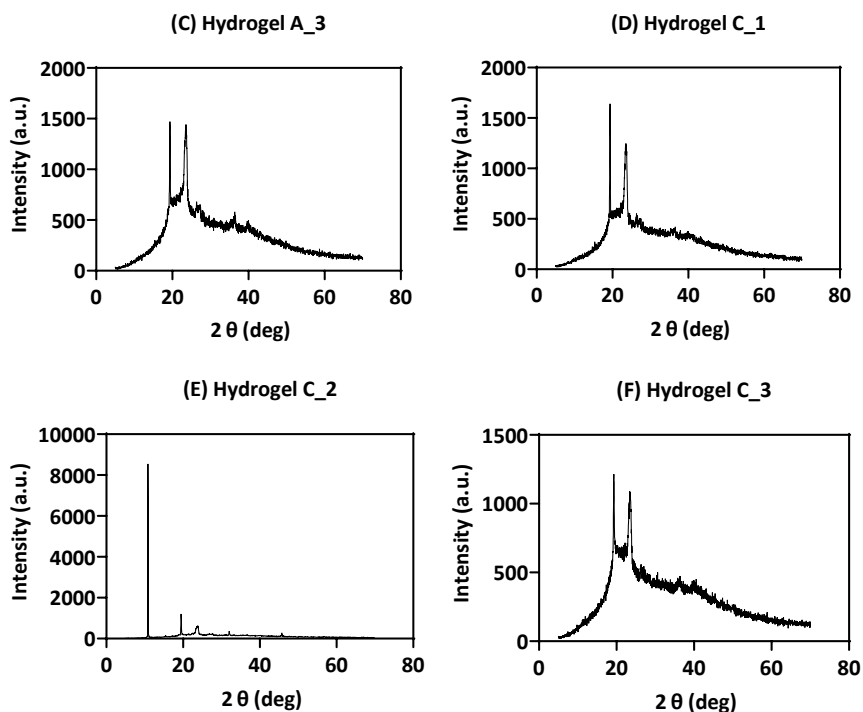 (C) Hydrogel A_3
(D) Hydrogel C_1
Intensity (a.u.)
2000
1500
1000
500
0
0 20 40 60 80
2 θ (deg)
Intensity (a.u.)
2000
1500
1000
500
0
0 20 40 60 80
2 θ (deg)
(E) Hydrogel C_2
(F) Hydrogel C_3
Intensity (a.u.)
10000
8000
6000
4000
2000
0
0 20 40 60 80
2 θ (deg)
Intensity (a.u.)
1500
1000
500
0
0 20 40 60 80
2 θ (deg)